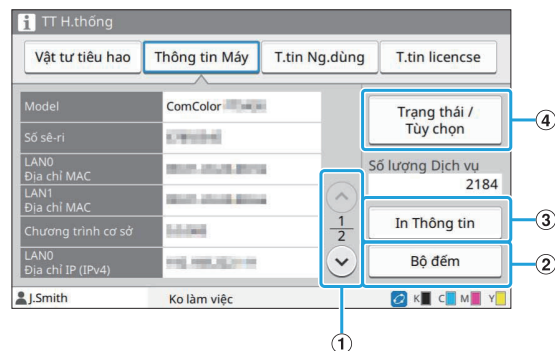 TT H.thống
Vật tư tiêu hao
Thông tin Máy
T.tin Ng.dùng
T.tin licencse
Model
ComColor
Số sê-ri
LAN0
Địa chỉ MAC
LAN1
Địa chỉ MAC
Chương trình cơ sở
LAN0
Địa chỉ IP (IPv4)
1
2
Trạng thái /
Tùy chọn
Số lượng Dịch vụ
2184
In Thông tin
Bộ đếm
J.Smith
Ko làm việc
K C M Y
4
3
2
1